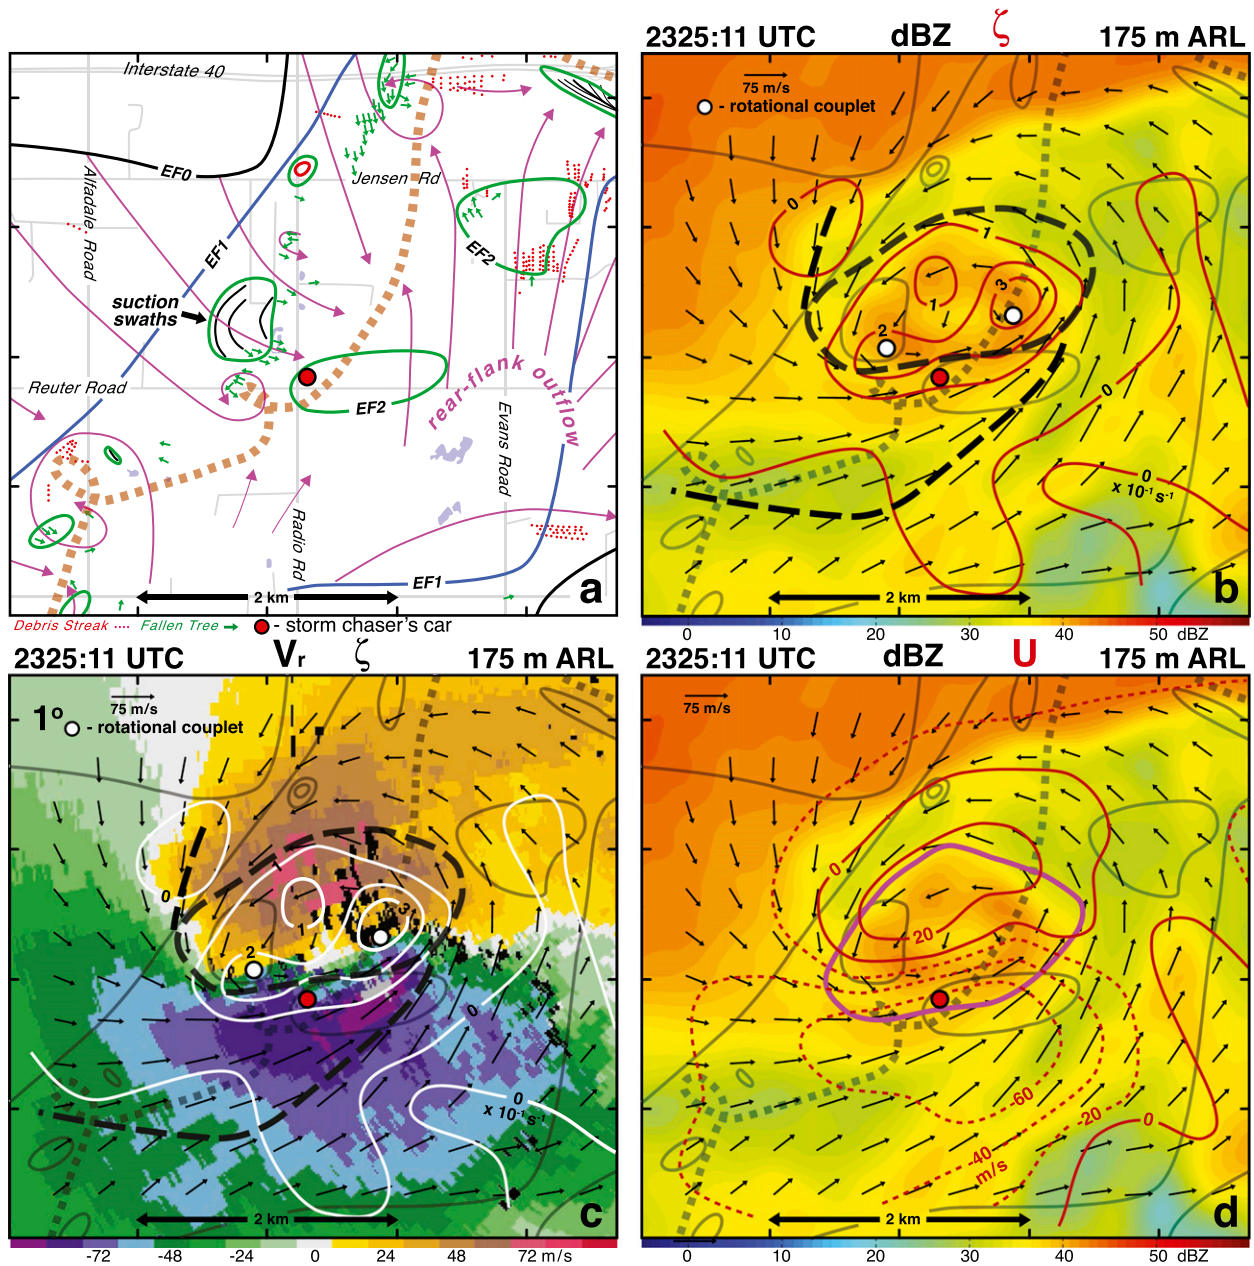 Interstate 40
EF0
Jensen Rd
Alfadale Road
EF1
EF2
suction
swaths
Reuter Road
EF2
rear-flank outflow
Evans Road
Radio Rd
EF1
2 km
a
Debris Streak
Fallen Tree
- storm chaser's car
2325:11 UTC dBZ ζ 175 m ARL
75 m/s
- rotational couplet
0
1
3
1
2
0
0
x 10-1 s-1
2 km
b
0 10 20 30 40 50 dBZ
2325:11 UTC Vr ζ 175 m ARL
75 m/s
1º - rotational couplet
1
0
3
1
2
0
0
x 10-1 s-1
2 km
c
-72 -48 -24 0 24 48 72 m/s
2325:11 UTC dBZ U 175 m ARL
75 m/s
0
20
-60
-20
0
-40
m/s
2 km
d
0 10 20 30 40 50 dBZ